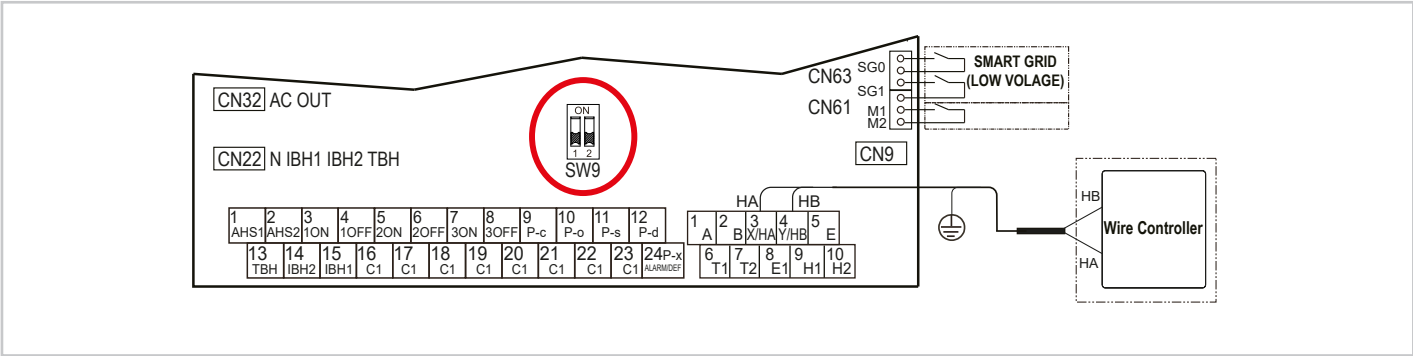 CN32 AC OUT
CN22 N IBH1 IBH2 TBH
ON
1 2
SW9
CN63 SG0
SG1
CN61 M1
M2
SMART GRID
(LOW VOLAGE)
CN9
HA HB
1 AHS1 2 AHS2 3 1ON 4 1OFF 5 2ON 6 2OFF 7 3ON 8 3OFF 9 P-c 10 P-o 11 P-s 12 P-d
13 TBH 14 IBH2 15 IBH1 16 C1 17 C1 18 C1 19 C1 20 C1 21 C1 22 C1 23 C1 24 P-x ALARM/DEF
1 A 2 B 3 X/HA 4 Y/HB 5 E
6 T1 7 T2 8 E1 9 H1 10 H2
HB
Wire Controller
HA